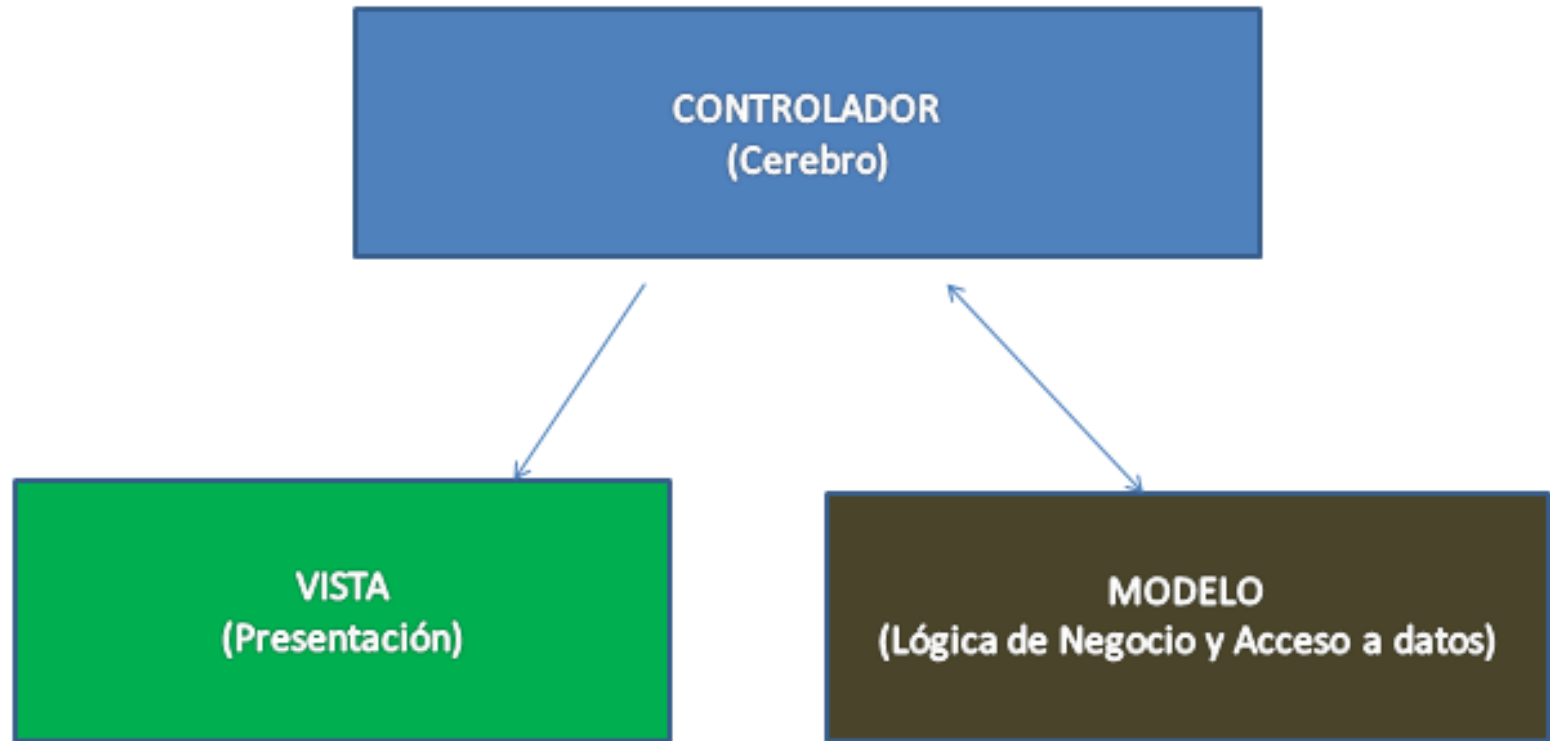 CONTROLADOR
(Cerebro)
VISTA
(Presentación)
MODELO
(Lógica de Negocio y Acceso a datos)